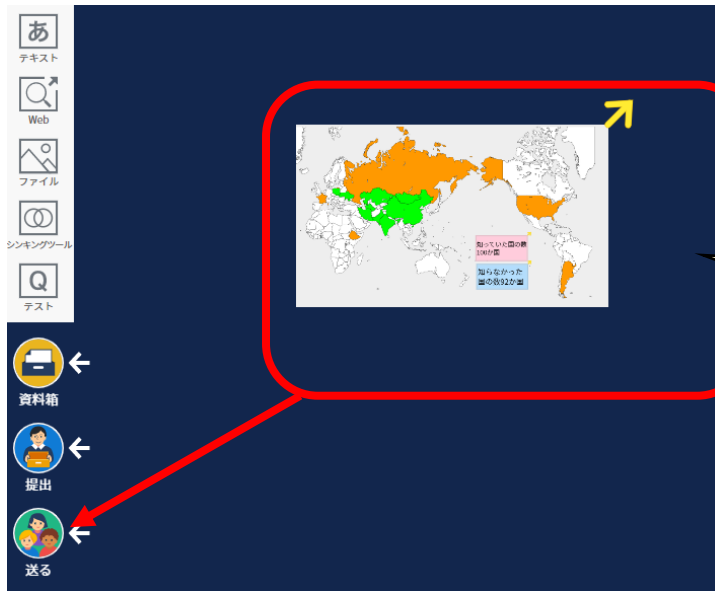 あ
テキスト
Web
ファイル
シンキングツール
Q
テスト
資料箱
提出
送る
知っていた国の数
100か国
知らなかった
国の数92か国